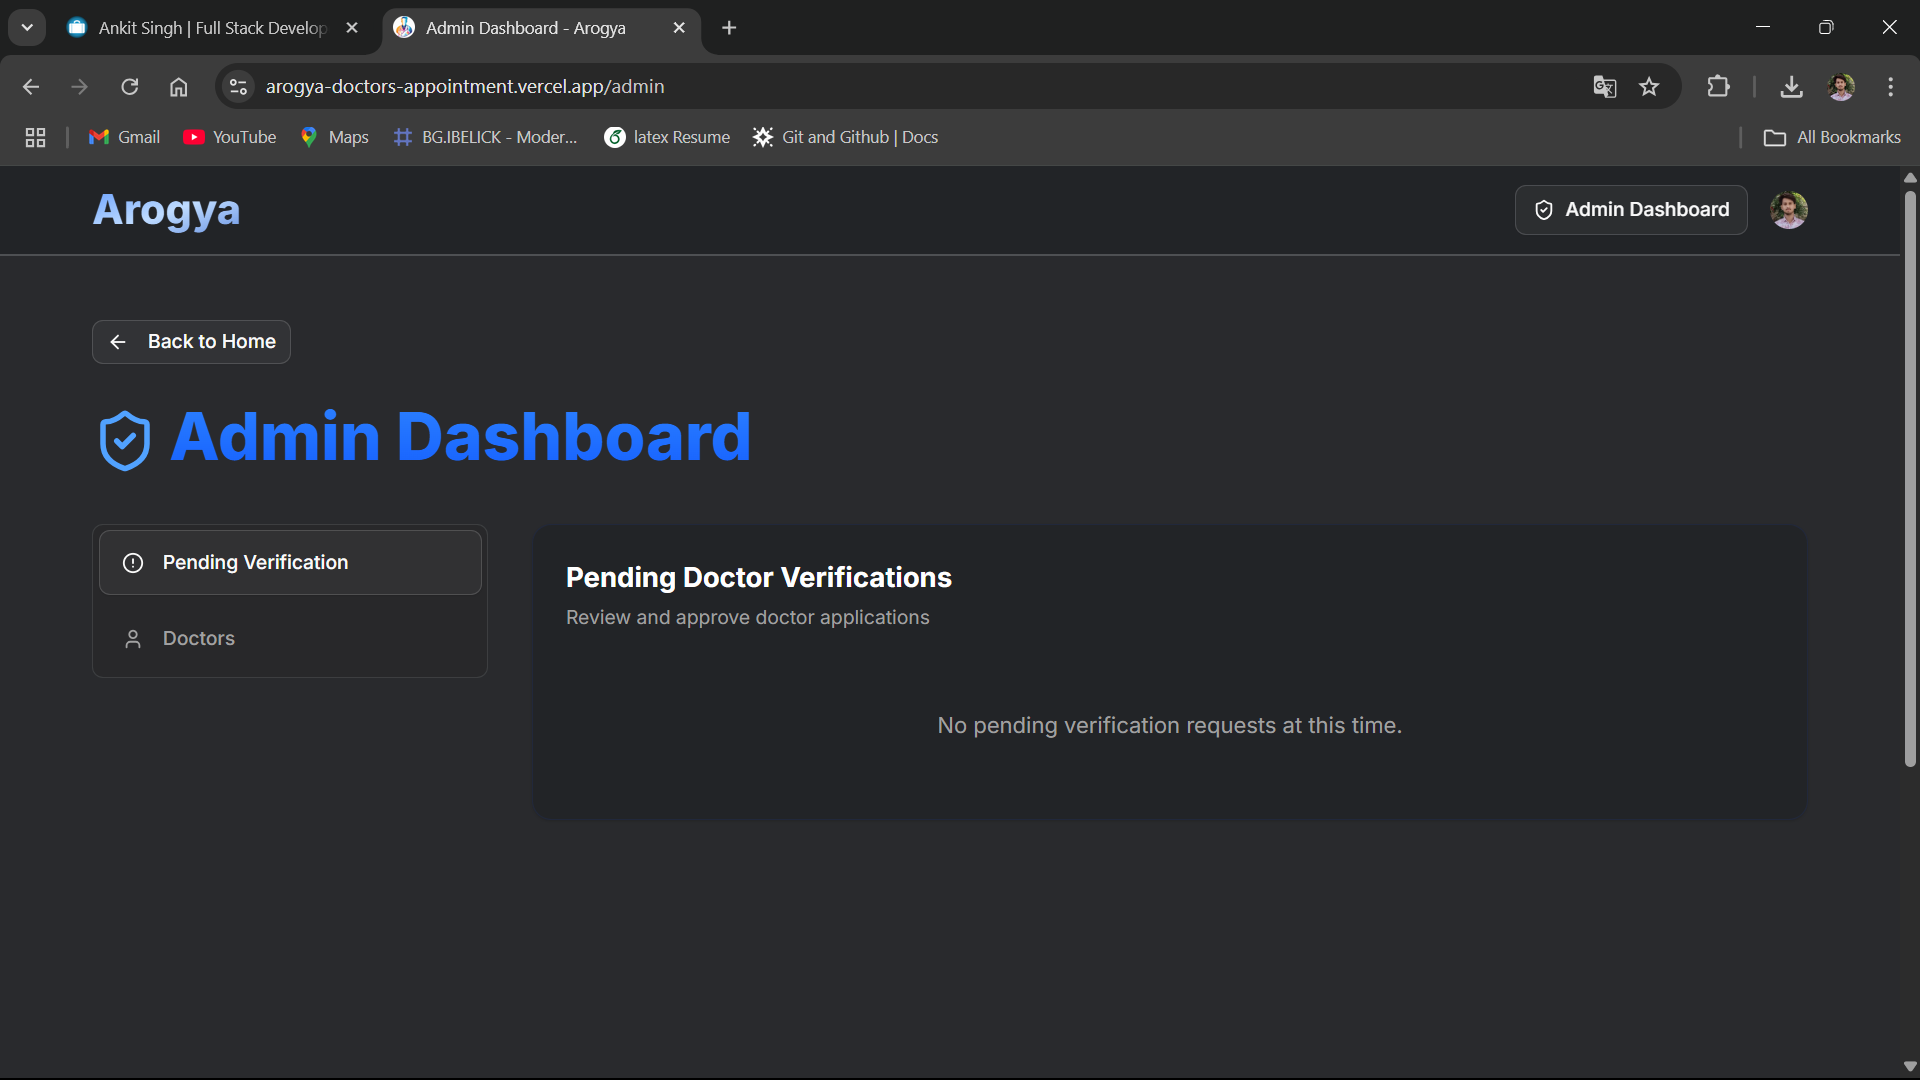 Ankit Singh | Full Stack Develop
Admin Dashboard - Arogya
arogya-doctors-appointment.vercel.app/admin
Gmail
YouTube
Maps
BG.IBELICK - Moder...
latex Resume
Git and Github | Docs
All Bookmarks
Arogya
Admin Dashboard
Back to Home
Admin Dashboard
Pending Verification
Doctors
Pending Doctor Verifications
Review and approve doctor applications
No pending verification requests at this time.